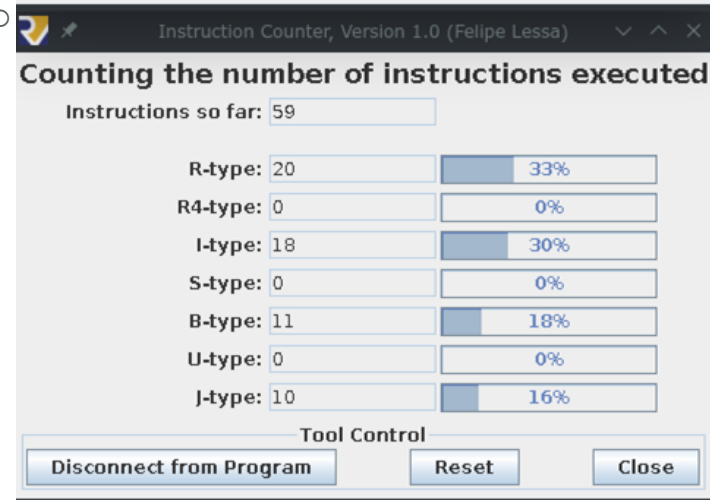 Instruction Counter, Version 1.0 (Felipe Lessa)
Counting the number of instructions executed
Instructions so far: 59
R-type: 20 33%
R4-type: 0 0%
I-type: 18 30%
S-type: 0 0%
B-type: 11 18%
U-type: 0 0%
J-type: 10 16%
Tool Control
Disconnect from Program Reset Close